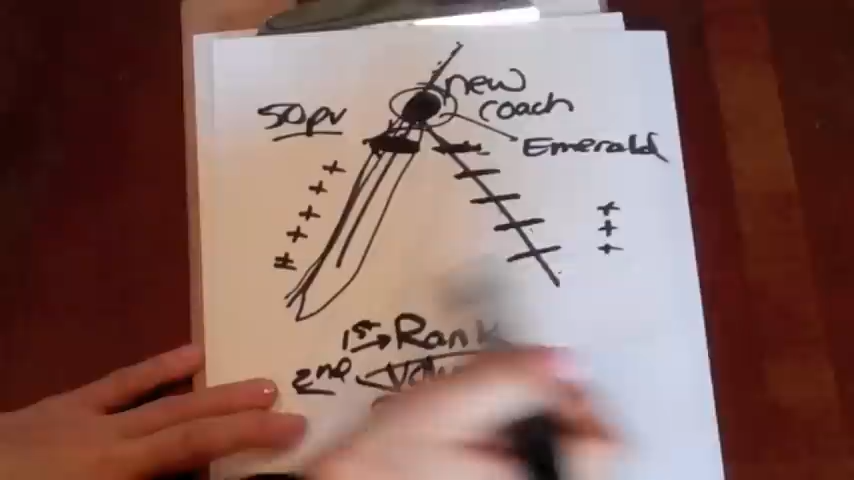 new
coach
50pv
Emerald
+
+
+
+
+
+
+
+
1st → Rank
2nd